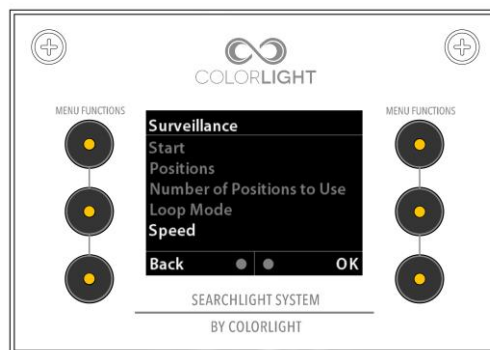 COLORLIGHT
MENU FUNCTIONS
MENU FUNCTIONS
Surveillance
Start
Positions
Number of Positions to Use
Loop Mode
Speed
Back OK
SEARCHLIGHT SYSTEM
BY COLORLIGHT